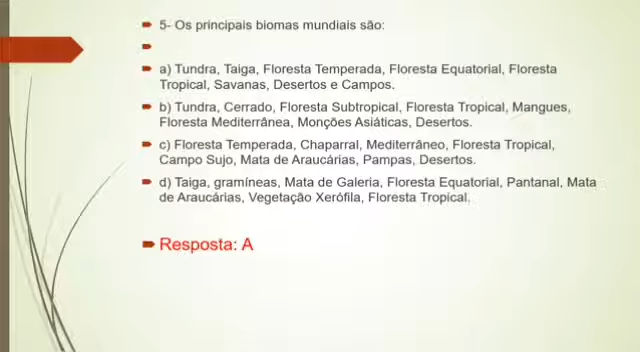 5- Os principais biomas mundiais são:
a) Tundra, Taiga, Floresta Temperada, Floresta Equatorial, Floresta
Tropical, Savanas, Desertos e Campos.
b) Tundra, Cerrado, Floresta Subtropical, Floresta Tropical, Mangues,
Floresta Mediterrânea, Monções Asiáticas, Desertos.
c) Floresta Temperada, Chaparral, Mediterrâneo, Floresta Tropical,
Campo Sujo, Mata de Araucárias, Pampas, Desertos.
d) Taiga, gramíneas, Mata de Galeria, Floresta Equatorial, Pantanal, Mata
de Araucárias, Vegetação Xerófila, Floresta Tropical.
Resposta: A